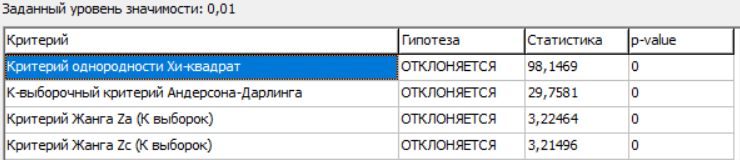 Заданный уровень значимости: 0,01
Критерий Гипотеза Статистика p-value
Критерий однородности Хи-квадрат ОТКЛОНЯЕТСЯ 98,1469 0
К-выборочный критерий Андерсона-Дарлинга ОТКЛОНЯЕТСЯ 29,7581 0
Критерий Жанга Za (К выборок) ОТКЛОНЯЕТСЯ 3,22464 0
Критерий Жанга Zc (К выборок) ОТКЛОНЯЕТСЯ 3,21496 0